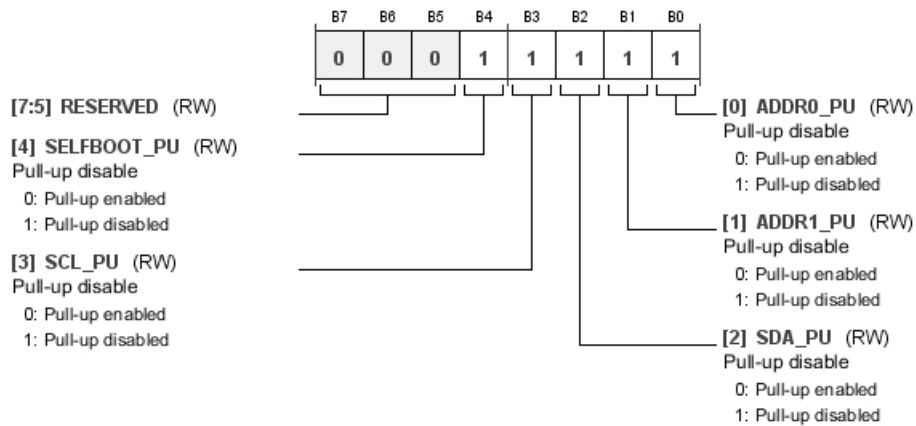 B7 B6 B5 B4 B3 B2 B1 B0
0 0 0 1 1 1 1 1
[7:5] RESERVED (RW)
[4] SELFBOOT_PU (RW)
Pull-up disable
0: Pull-up enabled
1: Pull-up disabled
[3] SCL_PU (RW)
Pull-up disable
0: Pull-up enabled
1: Pull-up disabled
[0] ADDR0_PU (RW)
Pull-up disable
0: Pull-up enabled
1: Pull-up disabled
[1] ADDR1_PU (RW)
Pull-up disable
0: Pull-up enabled
1: Pull-up disabled
[2] SDA_PU (RW)
Pull-up disable
0: Pull-up enabled
1: Pull-up disabled